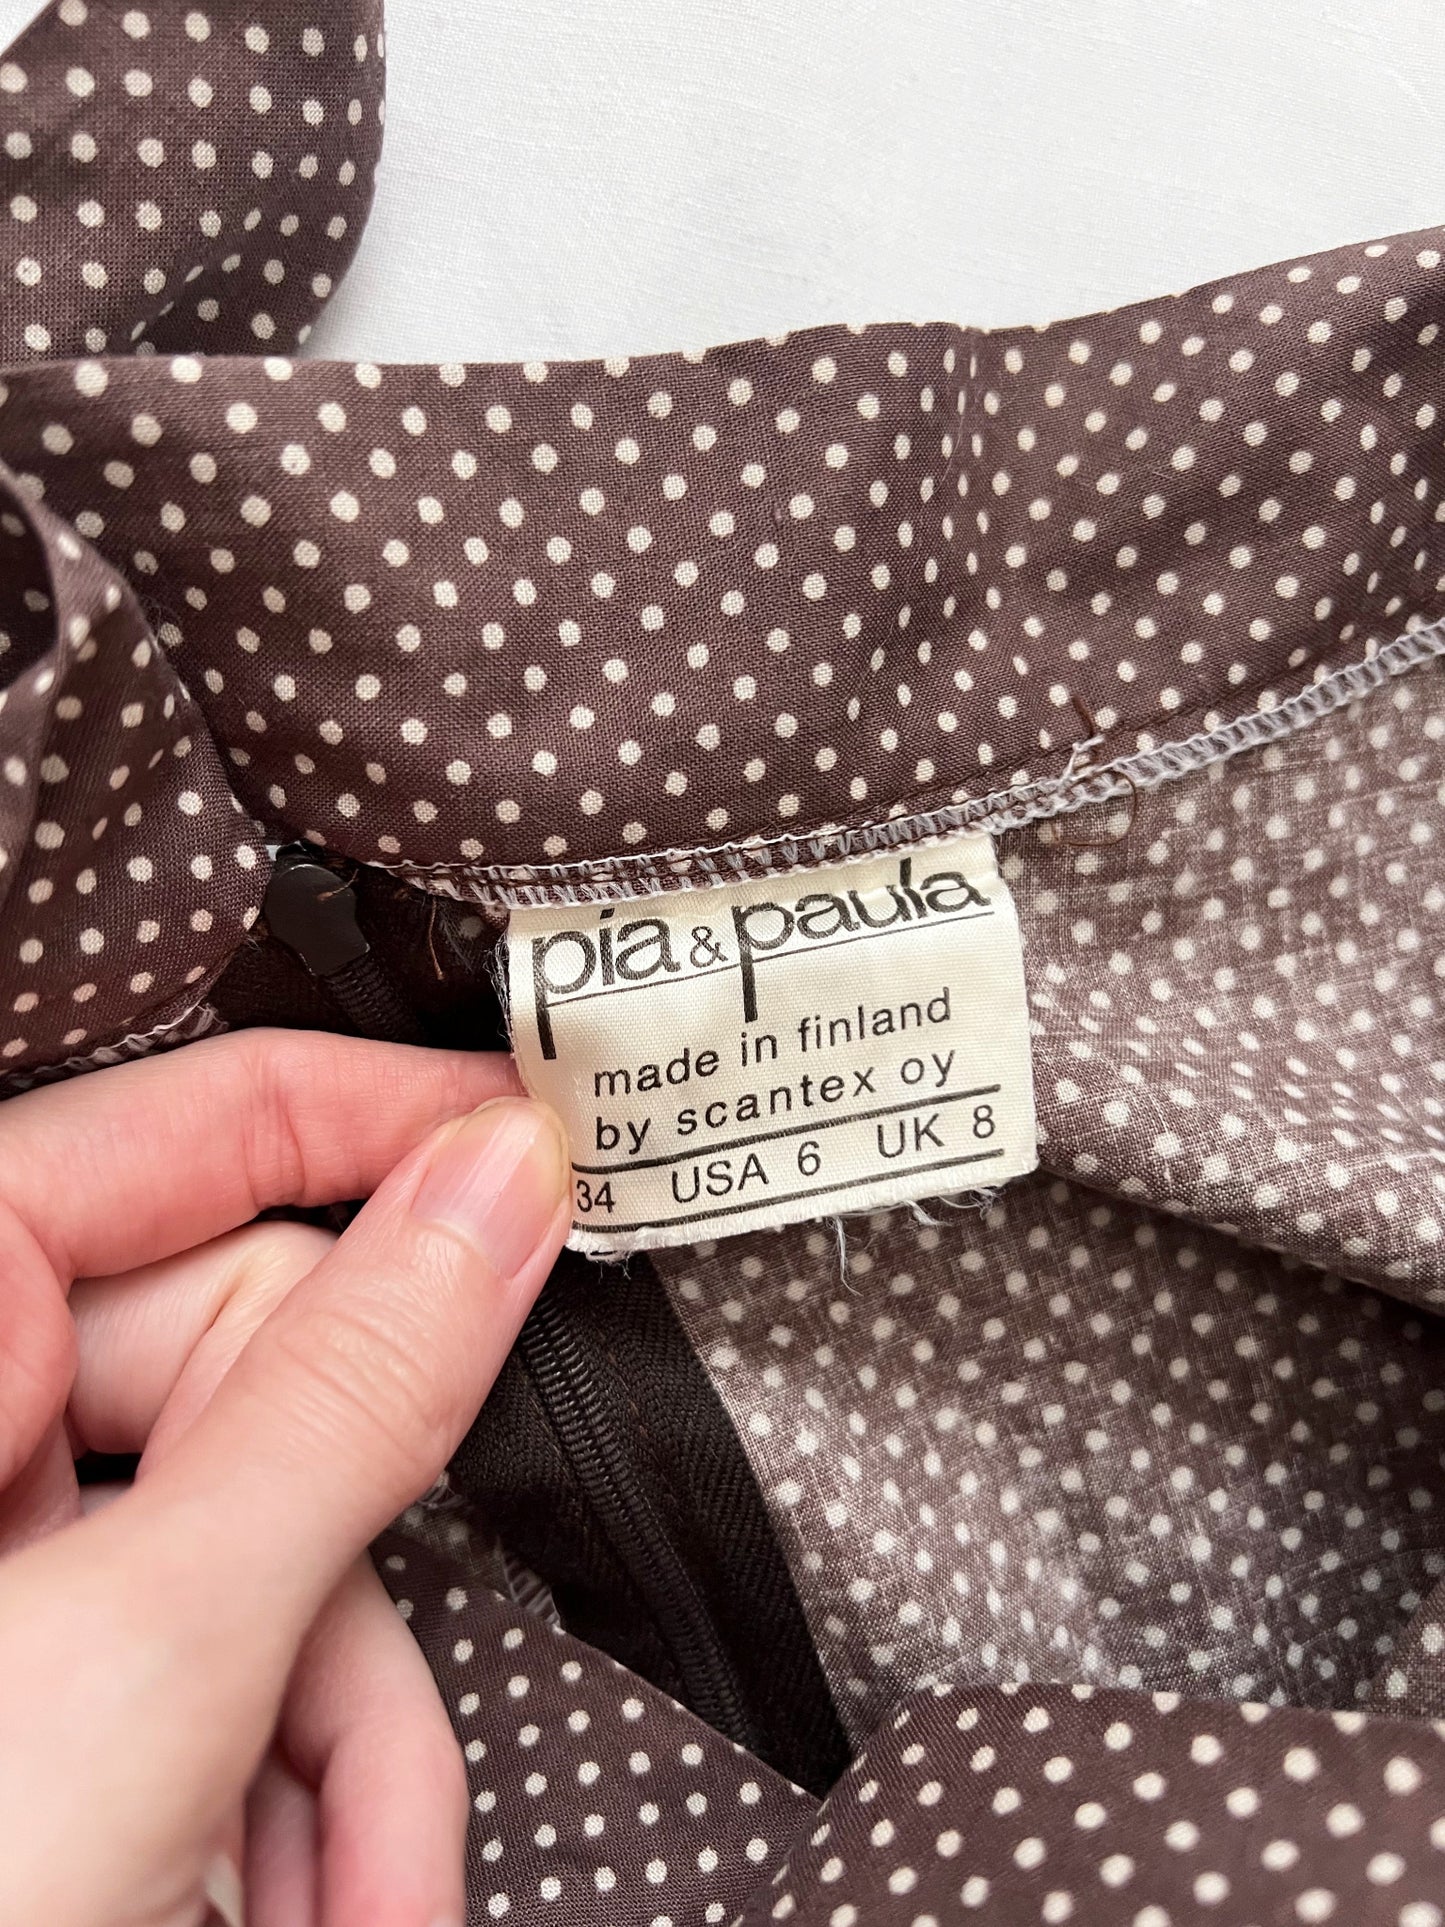 pia & paula
made in finland
by scantex oy
34 USA 6 UK 8